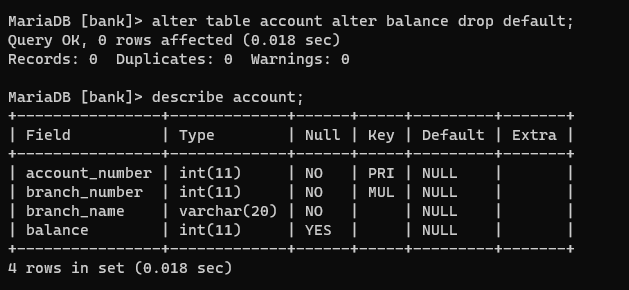 MariaDB [bank]> alter table account alter balance drop default;
Query OK, 0 rows affected (0.018 sec)
Records: 0  Duplicates: 0  Warnings: 0

MariaDB [bank]> describe account;
+----------------+-------------+------+-----+---------+-------+
| Field          | Type        | Null | Key | Default | Extra |
+----------------+-------------+------+-----+---------+-------+
| account_number | int(11)     | NO   | PRI | NULL    |       |
| branch_number  | int(11)     | NO   | MUL | NULL    |       |
| branch_name    | varchar(20) | NO   |     | NULL    |       |
| balance        | int(11)     | YES  |     | NULL    |       |
+----------------+-------------+------+-----+---------+-------+
4 rows in set (0.018 sec)